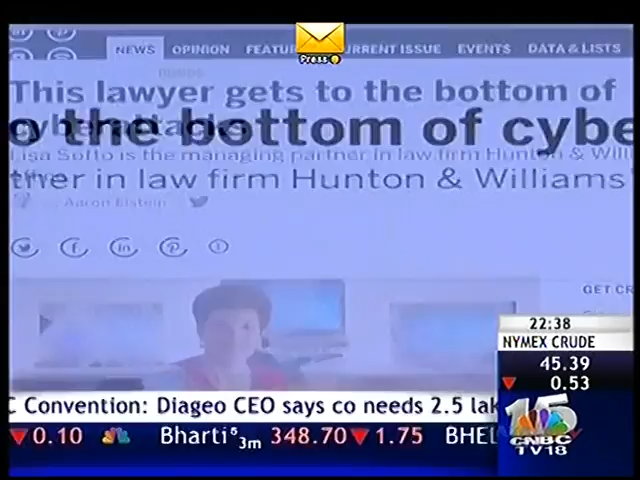 Press
NEWS OPINION FEATU URRENT ISSUE EVENTS DATA & LISTS
This lawyer gets to the bottom of
cyberattacks
o the bottom of cybe
Lisa Sotto is the managing partner in law firm Hunton & Willi
tner in law firm Hunton & Williams'
Aaron Elstein
GET CR
22:38
NYMEX CRUDE
45.39
▼ 0.53
C Convention: Diageo CEO says co needs 2.5 lak
▼0.10 Bharti⁵ 3m 348.70▼1.75 BHEL
15
CNBC
TV18